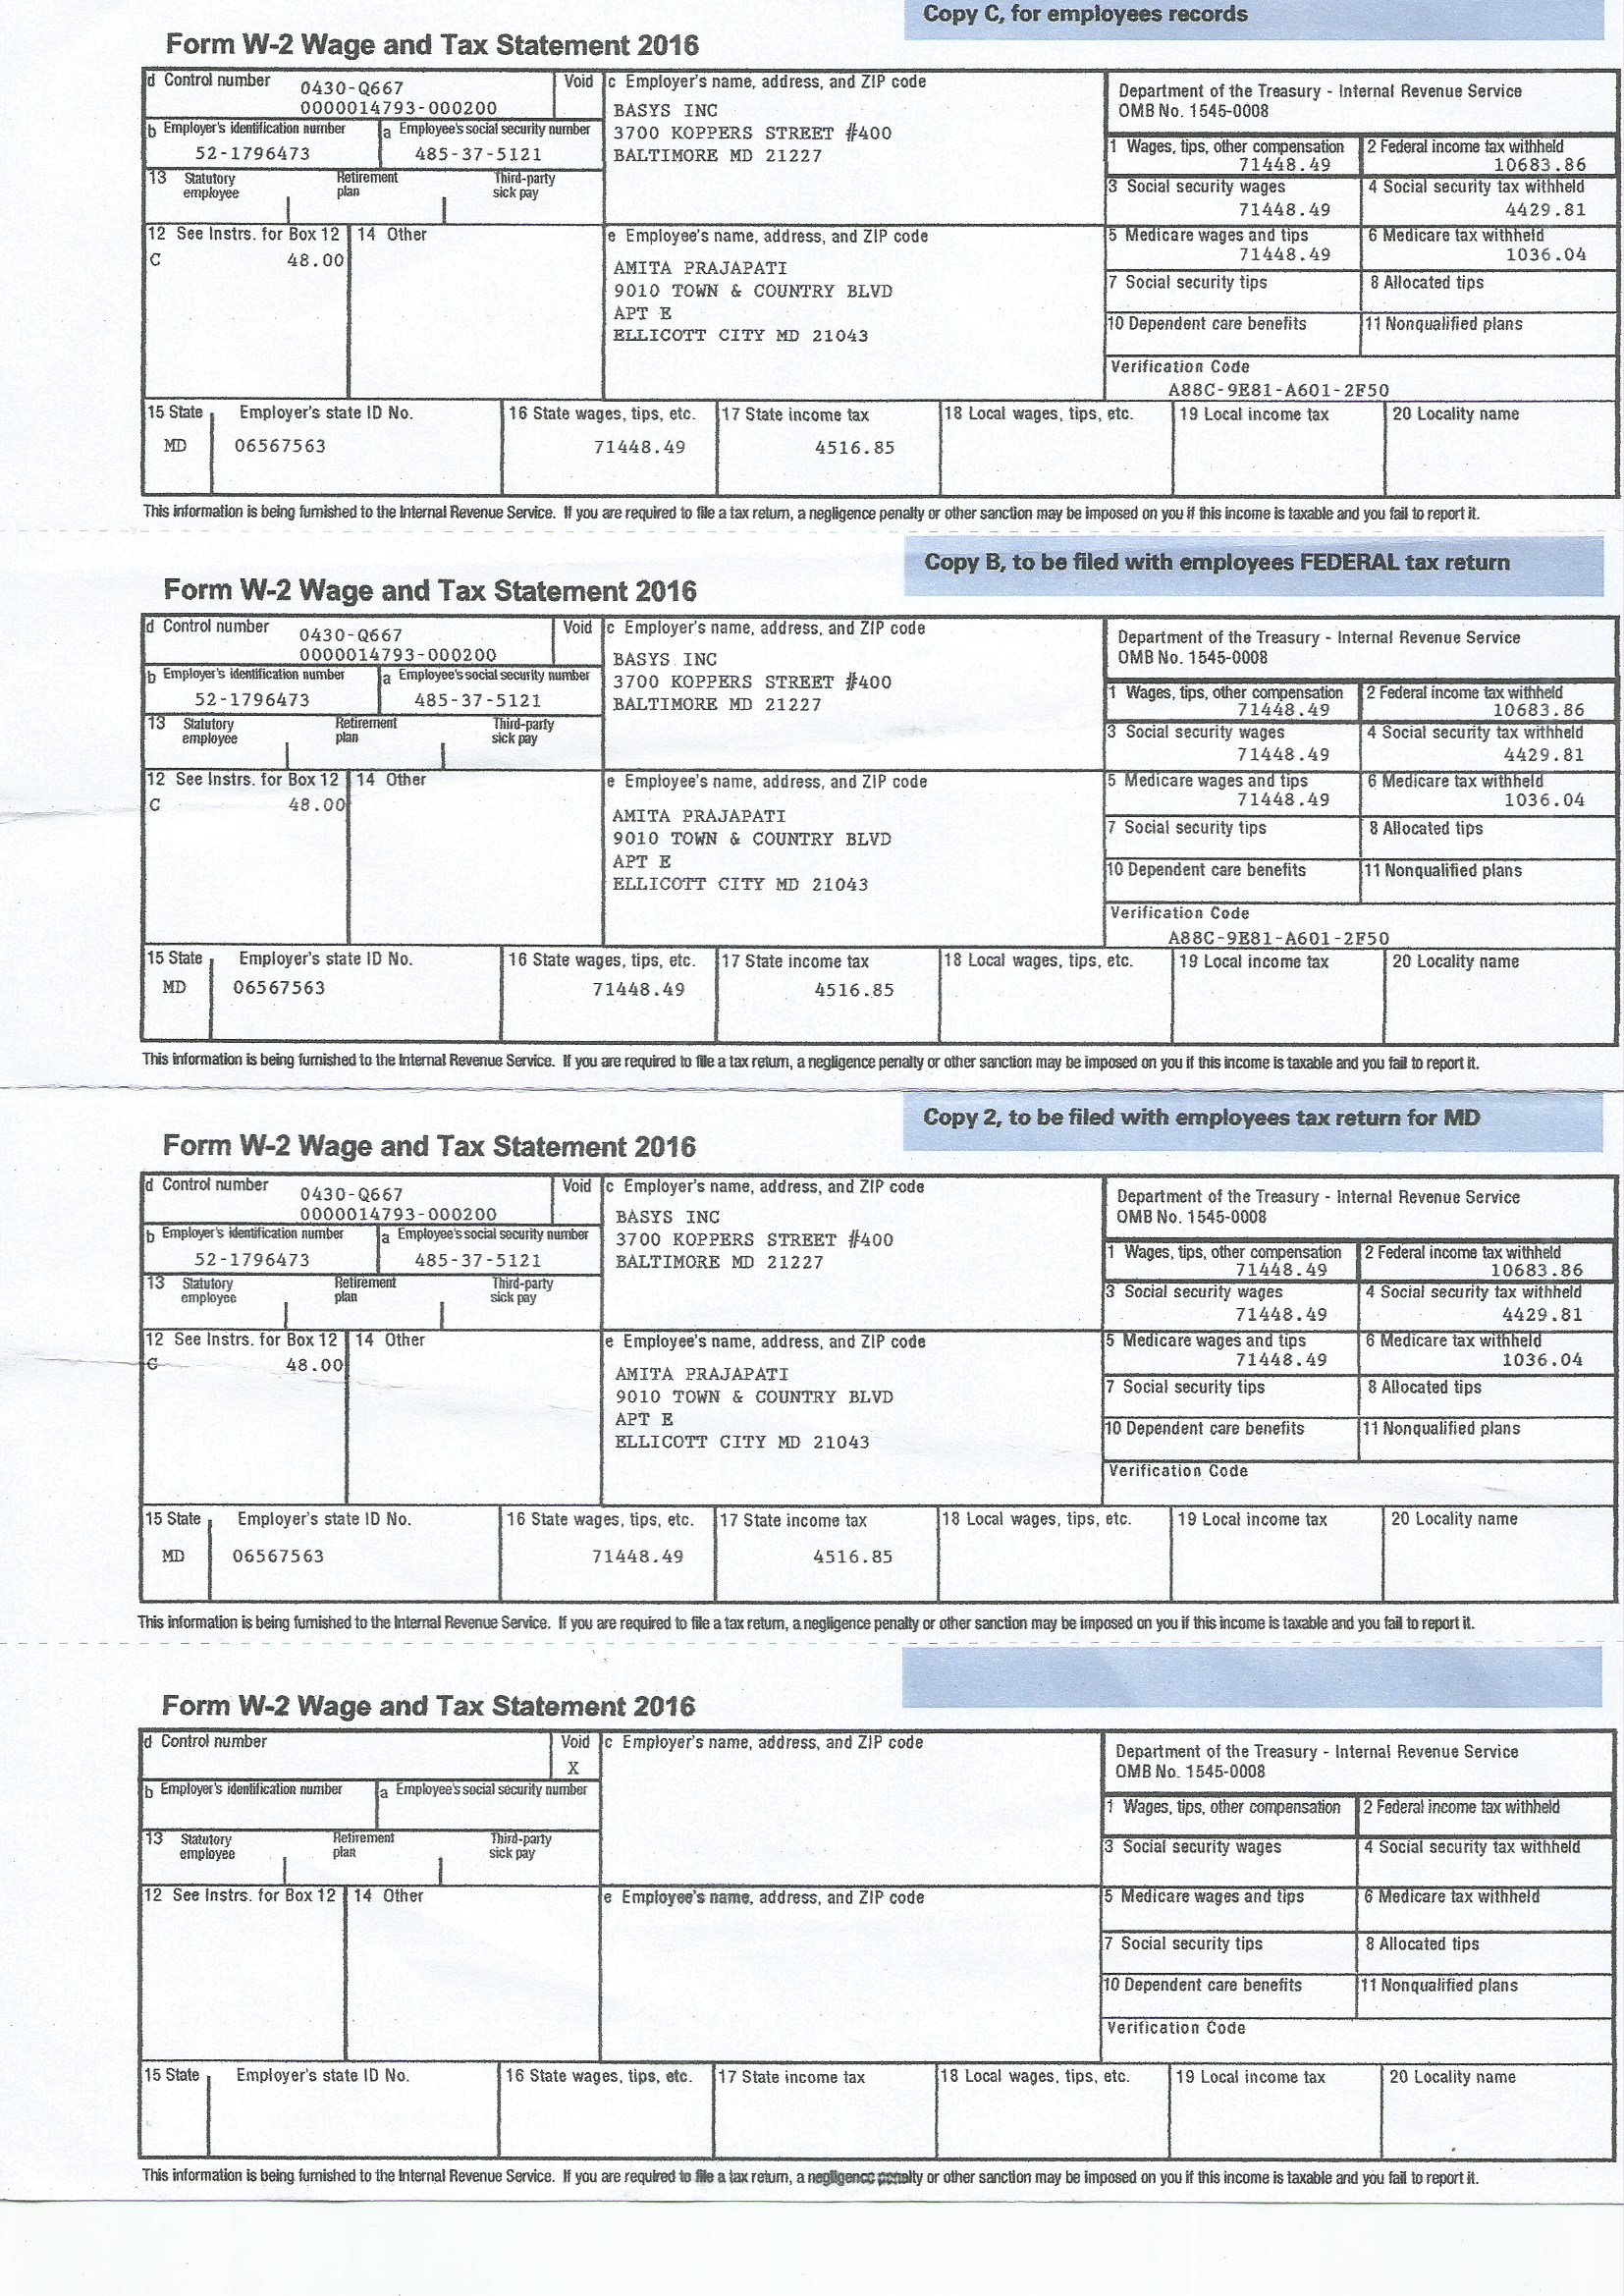 Copy C, for employees records
Form W-2 Wage and Tax Statement 2016
d Control number 0430-Q667 Void c Employer's name, address, and ZIP code
0000014793-000200
BASYS INC
3700 KOPPERS STREET #400
BALTIMORE MD 21227
Department of the Treasury - Internal Revenue Service
OMB No. 1545-0008
b Employer's identification number a Employee's social security number
52-1796473 485-37-5121
1 Wages, tips, other compensation 2 Federal income tax withheld
71448.49 10683.86
13 Statutory employee Retirement plan Third-party sick pay
3 Social security wages 4 Social security tax withheld
71448.49 4429.81
12 See Instrs. for Box 12 14 Other
C 48.00
e Employee's name, address, and ZIP code
AMITA PRAJAPATI
9010 TOWN & COUNTRY BLVD
APT E
ELLICOTT CITY MD 21043
5 Medicare wages and tips 6 Medicare tax withheld
71448.49 1036.04
7 Social security tips 8 Allocated tips
10 Dependent care benefits 11 Nonqualified plans
Verification Code
A88C-9E81-A601-2F50
15 State Employer's state ID No. 16 State wages, tips, etc. 17 State income tax 18 Local wages, tips, etc. 19 Local income tax 20 Locality name
MD 06567563 71448.49 4516.85
This information is being furnished to the Internal Revenue Service. If you are required to file a tax return, a negligence penalty or other sanction may be imposed on you if this income is taxable and you fail to report it.
Copy B, to be filed with employees FEDERAL tax return
Form W-2 Wage and Tax Statement 2016
d Control number 0430-Q667 Void c Employer's name, address, and ZIP code
0000014793-000200
BASYS INC
3700 KOPPERS STREET #400
BALTIMORE MD 21227
Department of the Treasury - Internal Revenue Service
OMB No. 1545-0008
b Employer's identification number a Employee's social security number
52-1796473 485-37-5121
1 Wages, tips, other compensation 2 Federal income tax withheld
71448.49 10683.86
13 Statutory employee Retirement plan Third-party sick pay
3 Social security wages 4 Social security tax withheld
71448.49 4429.81
12 See Instrs. for Box 12 14 Other
C 48.00
e Employee's name, address, and ZIP code
AMITA PRAJAPATI
9010 TOWN & COUNTRY BLVD
APT E
ELLICOTT CITY MD 21043
5 Medicare wages and tips 6 Medicare tax withheld
71448.49 1036.04
7 Social security tips 8 Allocated tips
10 Dependent care benefits 11 Nonqualified plans
Verification Code
A88C-9E81-A601-2F50
15 State Employer's state ID No. 16 State wages, tips, etc. 17 State income tax 18 Local wages, tips, etc. 19 Local income tax 20 Locality name
MD 06567563 71448.49 4516.85
This information is being furnished to the Internal Revenue Service. If you are required to file a tax return, a negligence penalty or other sanction may be imposed on you if this income is taxable and you fail to report it.
Copy 2, to be filed with employees tax return for MD
Form W-2 Wage and Tax Statement 2016
d Control number 0430-Q667 Void c Employer's name, address, and ZIP code
0000014793-000200
BASYS INC
3700 KOPPERS STREET #400
BALTIMORE MD 21227
Department of the Treasury - Internal Revenue Service
OMB No. 1545-0008
b Employer's identification number a Employee's social security number
52-1796473 485-37-5121
1 Wages, tips, other compensation 2 Federal income tax withheld
71448.49 10683.86
13 Statutory employee Retirement plan Third-party sick pay
3 Social security wages 4 Social security tax withheld
71448.49 4429.81
12 See Instrs. for Box 12 14 Other
C 48.00
e Employee's name, address, and ZIP code
AMITA PRAJAPATI
9010 TOWN & COUNTRY BLVD
APT E
ELLICOTT CITY MD 21043
5 Medicare wages and tips 6 Medicare tax withheld
71448.49 1036.04
7 Social security tips 8 Allocated tips
10 Dependent care benefits 11 Nonqualified plans
Verification Code
15 State Employer's state ID No. 16 State wages, tips, etc. 17 State income tax 18 Local wages, tips, etc. 19 Local income tax 20 Locality name
MD 06567563 71448.49 4516.85
This information is being furnished to the Internal Revenue Service. If you are required to file a tax return, a negligence penalty or other sanction may be imposed on you if this income is taxable and you fail to report it.
Form W-2 Wage and Tax Statement 2016
d Control number Void c Employer's name, address, and ZIP code
X
Department of the Treasury - Internal Revenue Service
OMB No. 1545-0008
b Employer's identification number a Employee's social security number
1 Wages, tips, other compensation 2 Federal income tax withheld
13 Statutory employee Retirement plan Third-party sick pay
3 Social security wages 4 Social security tax withheld
12 See Instrs. for Box 12 14 Other
e Employee's name, address, and ZIP code
5 Medicare wages and tips 6 Medicare tax withheld
7 Social security tips 8 Allocated tips
10 Dependent care benefits 11 Nonqualified plans
Verification Code
15 State Employer's state ID No. 16 State wages, tips, etc. 17 State income tax 18 Local wages, tips, etc. 19 Local income tax 20 Locality name
This information is being furnished to the Internal Revenue Service. If you are required to file a tax return, a negligence penalty or other sanction may be imposed on you if this income is taxable and you fail to report it.